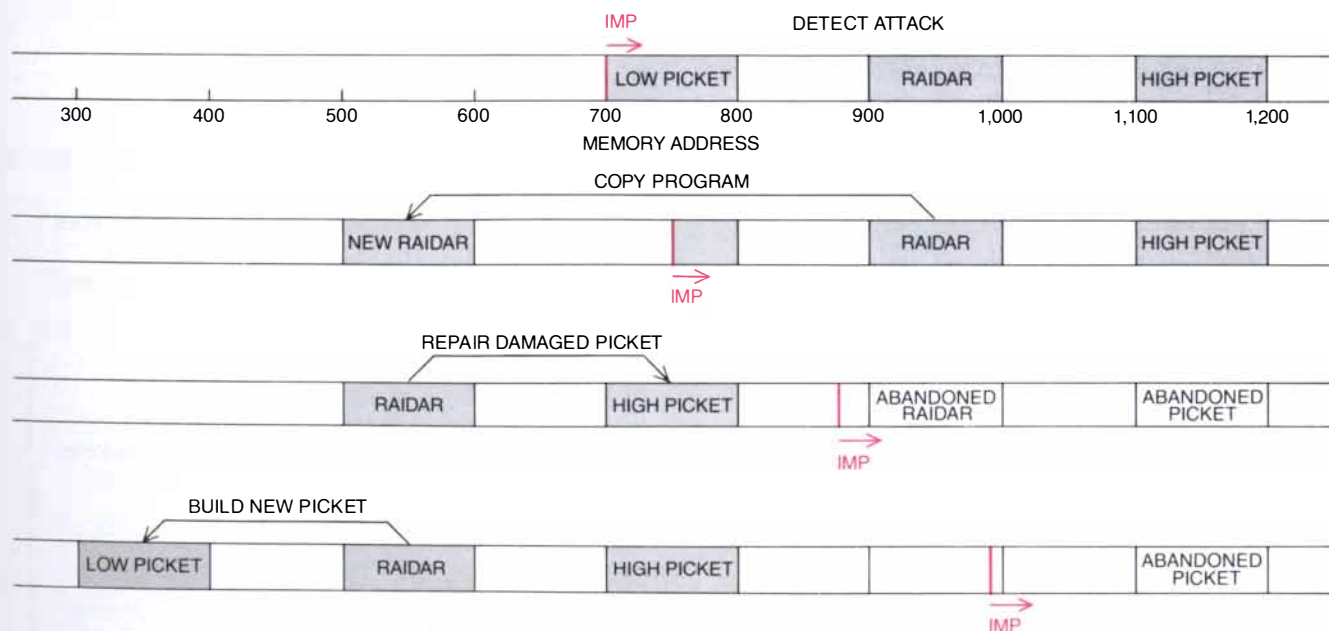 IMP
DETECT ATTACK
LOW PICKET
RAIDAR
HIGH PICKET
300
400
500
600
700
800
900
1,000
1,100
1,200
MEMORY ADDRESS
COPY PROGRAM
NEW RAIDAR
RAIDAR
HIGH PICKET
IMP
REPAIR DAMAGED PICKET
RAIDAR
HIGH PICKET
ABANDONED
RAIDAR
ABANDONED
PICKET
IMP
BUILD NEW PICKET
LOW PICKET
RAIDAR
HIGH PICKET
ABANDONED
PICKET
IMP